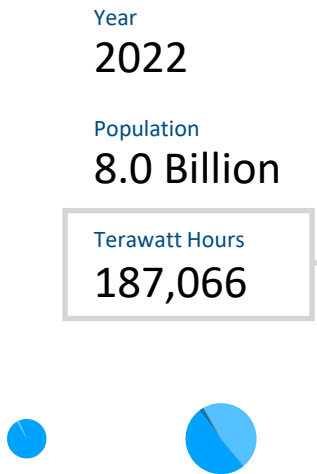 Year
2022
Population
8.0 Billion
Terawatt Hours
187,066